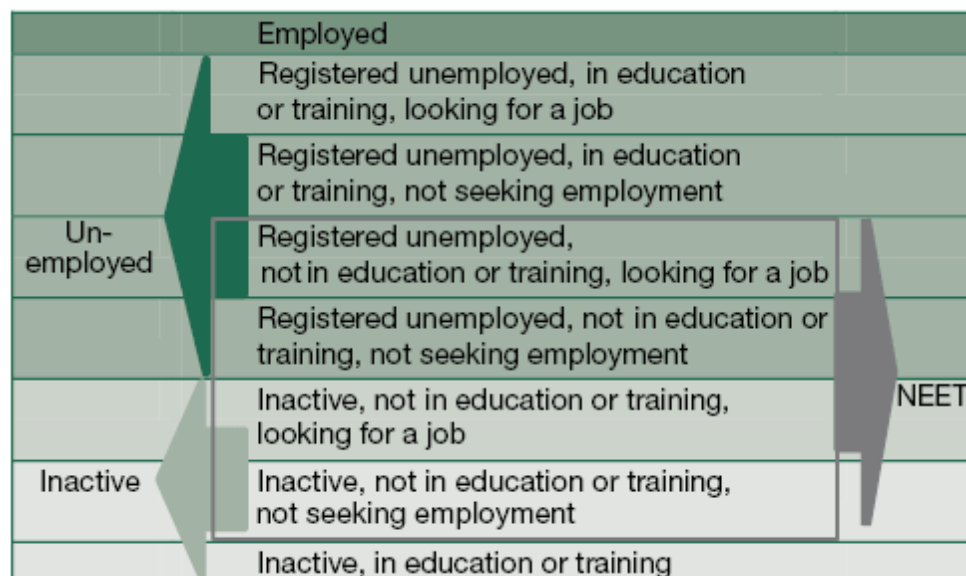 Employed
Registered unemployed, in education
or training, looking for a job
Registered unemployed, in education
or training, not seeking employment
Un-
employed
Registered unemployed,
not in education or training, looking for a job
Registered unemployed, not in education or
training, not seeking employment
NEET
Inactive, not in education or training,
looking for a job
Inactive
Inactive, not in education or training,
not seeking employment
Inactive, in education or training